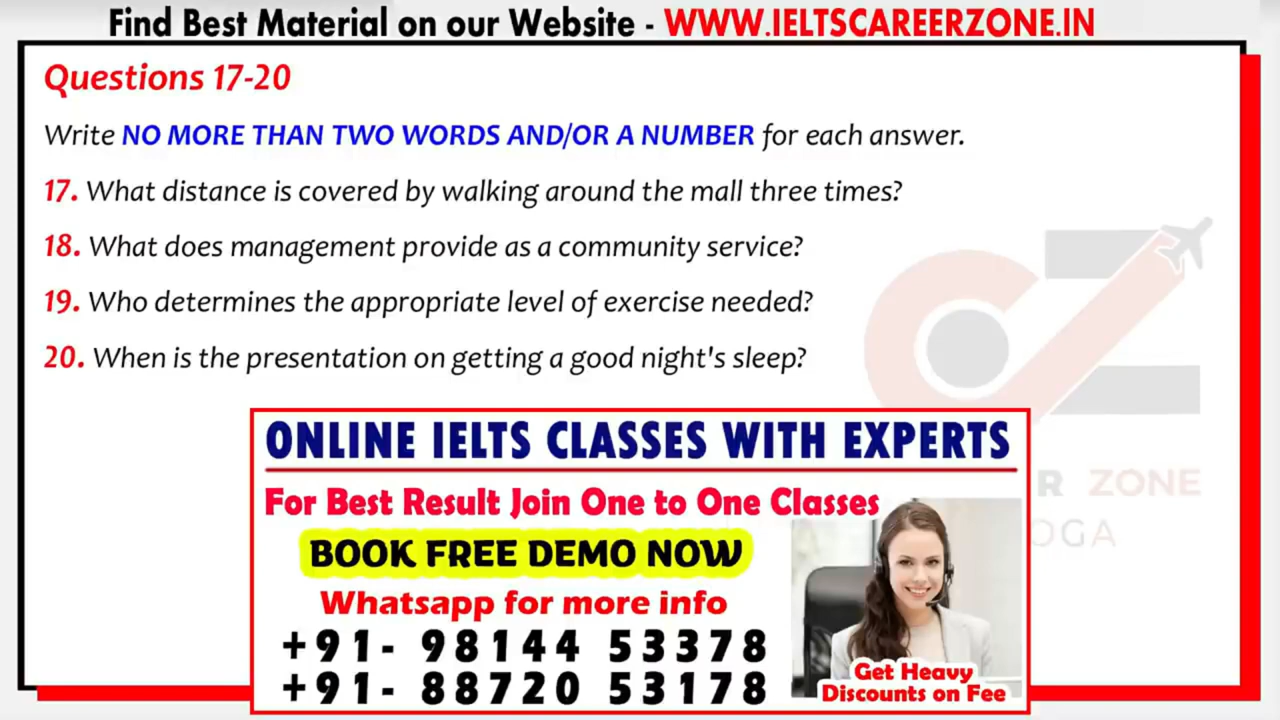 Find Best Material on our Website - WWW.IELTSCAREERZONE.IN
Questions 17-20
Write NO MORE THAN TWO WORDS AND/OR A NUMBER for each answer.
17. What distance is covered by walking around the mall three times?
18. What does management provide as a community service?
19. Who determines the appropriate level of exercise needed?
20. When is the presentation on getting a good night's sleep?
ONLINE IELTS CLASSES WITH EXPERTS
For Best Result Join One to One Classes
BOOK FREE DEMO NOW
Whatsapp for more info
+91- 98144 53378
+91- 88720 53178
Get Heavy
Discounts on Fee
ZONE